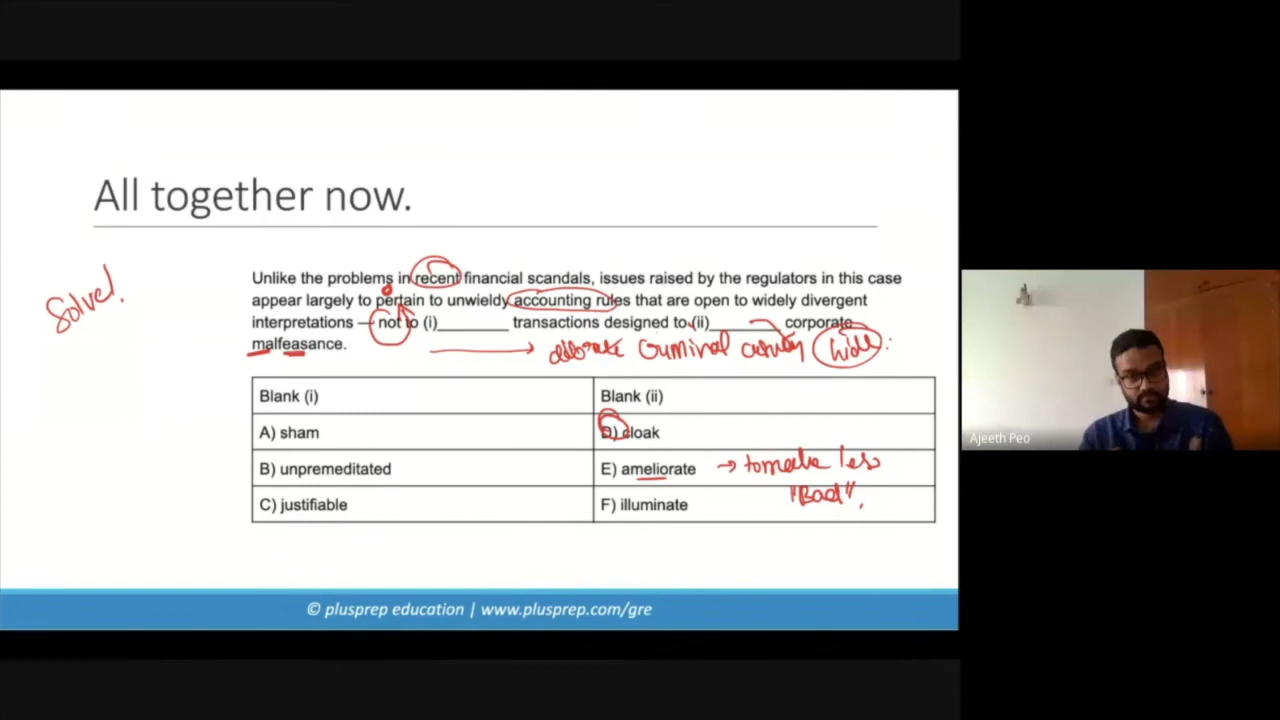 All together now.
Solve!
Unlike the problems in recent financial scandals, issues raised by the regulators in this case
appear largely to pertain to unwieldy accounting rules that are open to widely divergent
interpretations — not to (i)________ transactions designed to (ii)________ corporate
malfeasance.
criminal activity hide
Blank (i) Blank (ii)
A) sham D) cloak
B) unpremeditated E) ameliorate → to make less
"Bad".
C) justifiable F) illuminate
Ajeeth Peo
© plusprep education | www.plusprep.com/gre